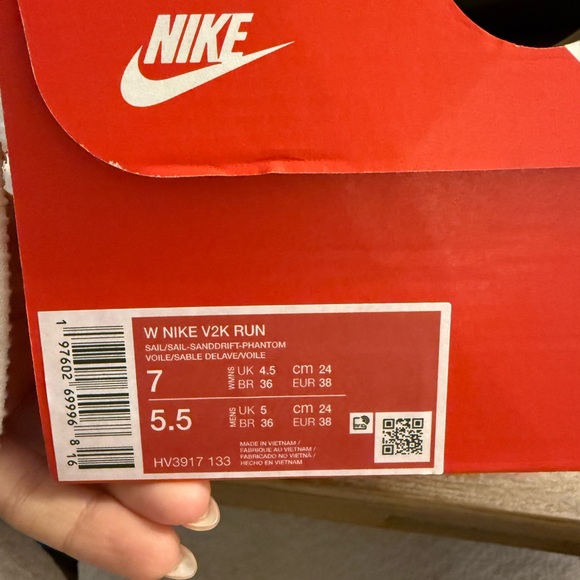 NIKE
W NIKE V2K RUN
SAIL/SAIL-SANDDRIFT-PHANTOM
VOILE/SABLE DELAVE/VOILE
7 WMNS UK 4.5 cm 24
BR 36 EUR 38
5.5 MENS UK 5 cm 24
BR 36 EUR 38
HV3917 133
MADE IN VIETNAM /
FABRIQUE AU VIETNAM /
FABRICADO NO VIETNÃ /
HECHO EN VIETNAM
1 97602 69996 8 16